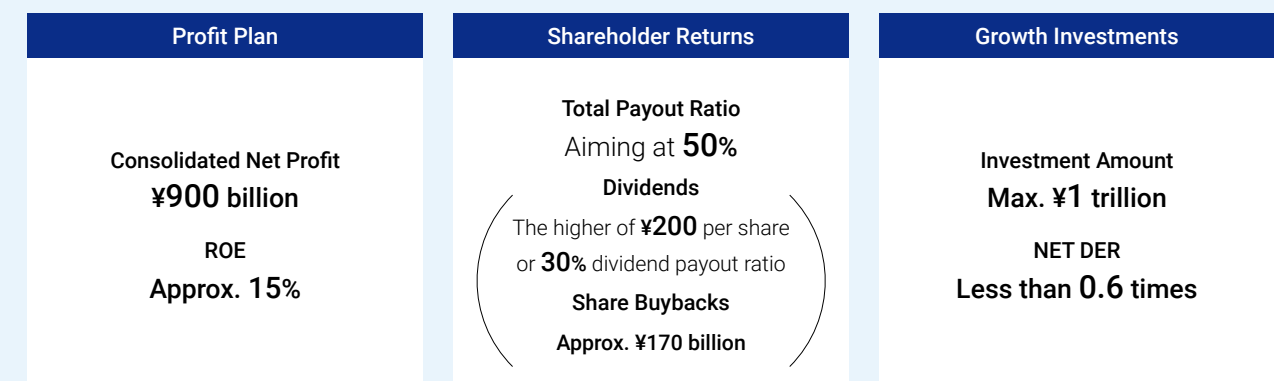 Profit Plan
Consolidated Net Profit
¥900 billion
ROE
Approx. 15%
Shareholder Returns
Total Payout Ratio
Aiming at 50%
Dividends
The higher of ¥200 per share
or 30% dividend payout ratio
Share Buybacks
Approx. ¥170 billion
Growth Investments
Investment Amount
Max. ¥1 trillion
NET DER
Less than 0.6 times